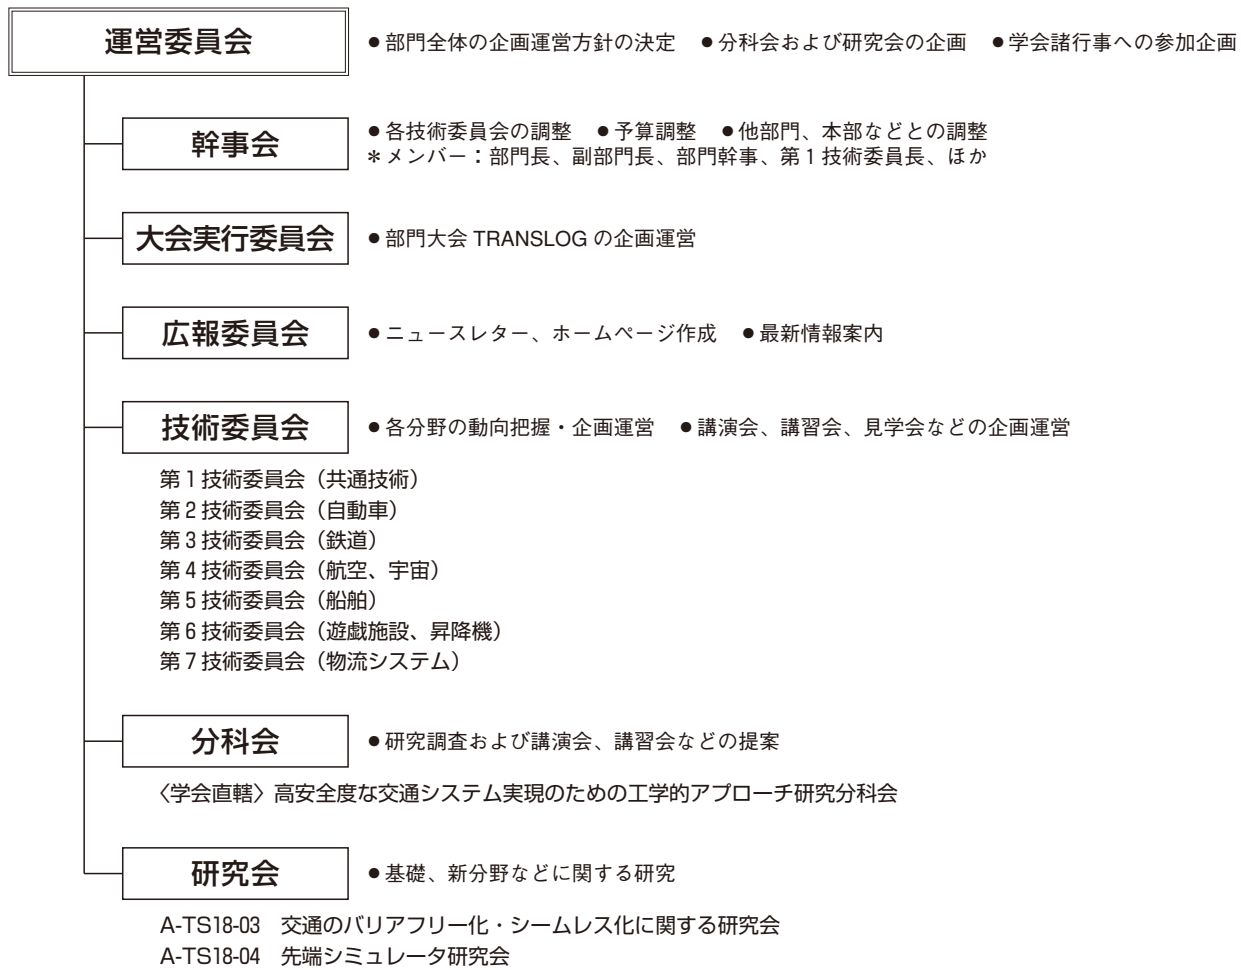 運営委員会 ●部門全体の企画運営方針の決定 ●分科会および研究会の企画 ●学会諸行事への参加企画
幹事会 ●各技術委員会の調整 ●予算調整 ●他部門、本部などとの調整
＊メンバー：部門長、副部門長、部門幹事、第1技術委員長、ほか
大会実行委員会 ●部門大会 TRANSLOG の企画運営
広報委員会 ●ニュースレター、ホームページ作成 ●最新情報案内
技術委員会 ●各分野の動向把握・企画運営 ●講演会、講習会、見学会などの企画運営
第1技術委員会（共通技術）
第2技術委員会（自動車）
第3技術委員会（鉄道）
第4技術委員会（航空、宇宙）
第5技術委員会（船舶）
第6技術委員会（遊戯施設、昇降機）
第7技術委員会（物流システム）
分科会 ●研究調査および講演会、講習会などの提案
〈学会直轄〉高安全度な交通システム実現のための工学的アプローチ研究分科会
研究会 ●基礎、新分野などに関する研究
A-TS18-03 交通のバリアフリー化・シームレス化に関する研究会
A-TS18-04 先端シミュレータ研究会